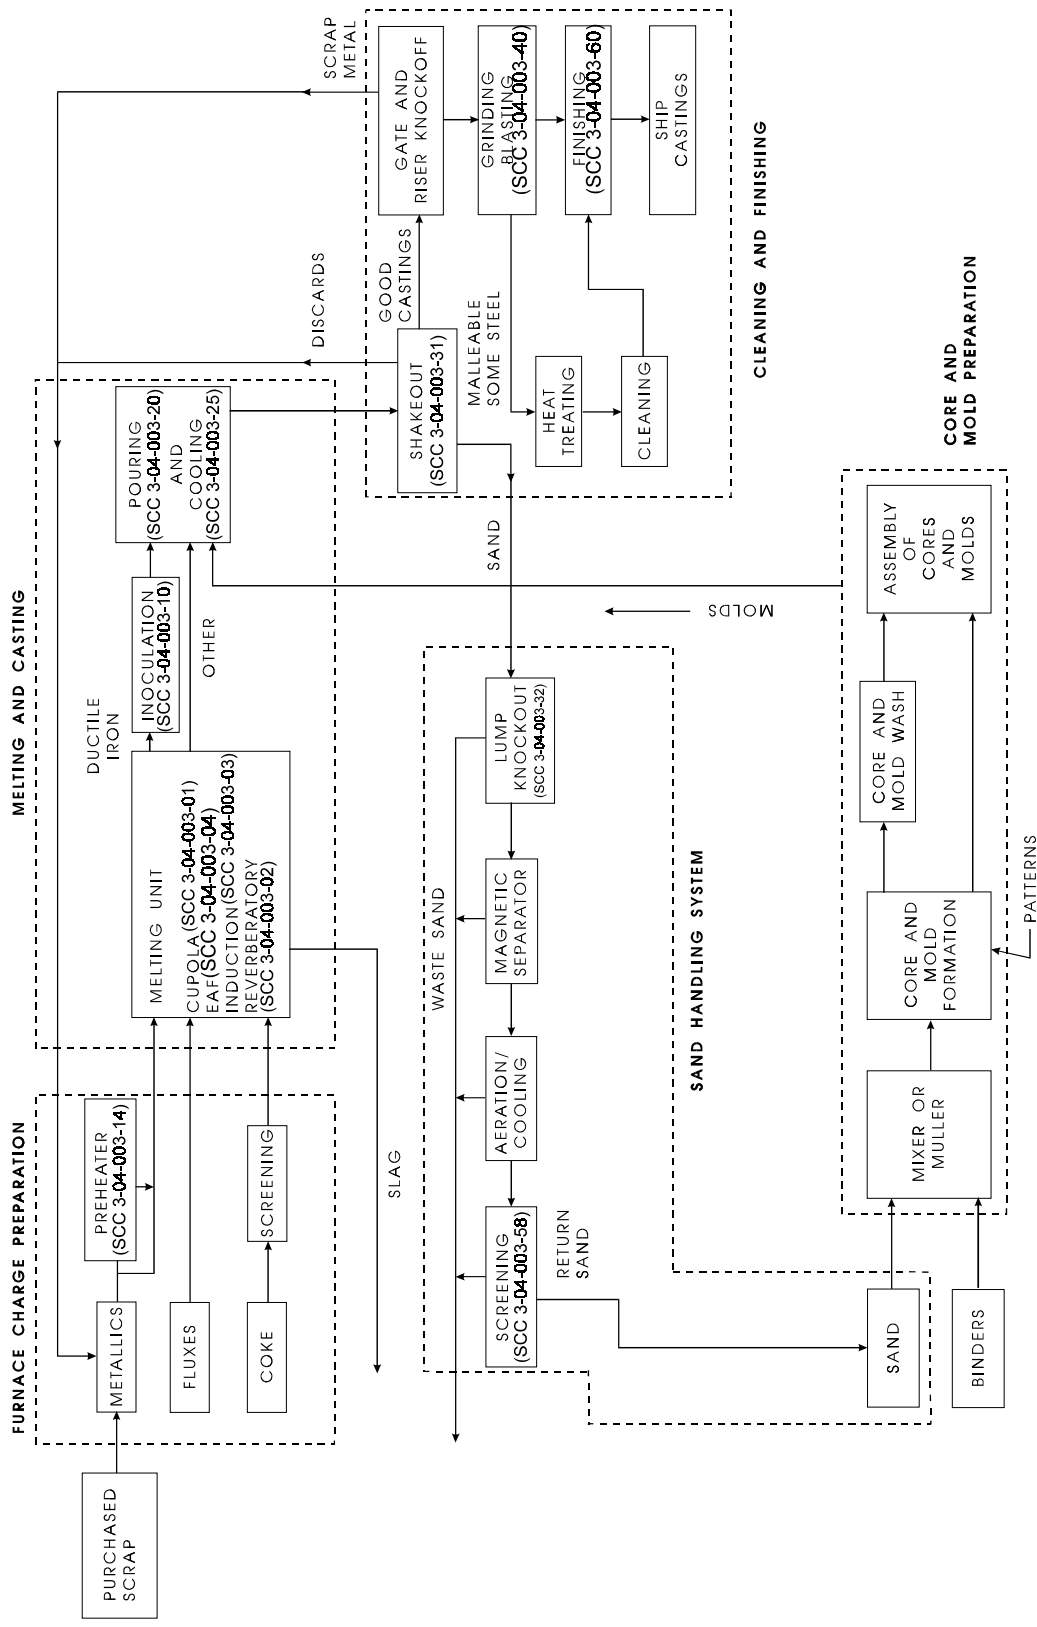 FURNACE CHARGE PREPARATION
PURCHASED
SCRAP
METALLICS
PREHEATER
(SCC 3-04-003-14)
FLUXES
COKE
SCREENING
MELTING AND CASTING
MELTING UNIT
CUPOLA(SCC 3-04-003-01)
EAF(SCC 3-04-003-04)
INDUCTION(SCC 3-04-003-03)
REVERBERATORY
(SCC 3-04-003-02)
DUCTILE
IRON
INOCULATION
(SCC 3-04-003-10)
OTHER
POURING
(SCC 3-04-003-20)
AND
COOLING
(SCC 3-04-003-25)
SLAG
DISCARDS
SCRAP
METAL
SHAKEOUT
(SCC 3-04-003-31)
GOOD
CASTINGS
GATE AND
RISER KNOCKOFF
GRINDING
BLASTING
(SCC 3-04-003-40)
FINISHING
(SCC 3-04-003-60)
SHIP
CASTINGS
MALLEABLE
SOME STEEL
HEAT
TREATING
CLEANING
CLEANING AND FINISHING
SAND
MOLDS
WASTE SAND
SCREENING
(SCC 3-04-003-58)
AERATION/
COOLING
MAGNETIC
SEPARATOR
LUMP
KNOCKOUT
(SCC 3-04-003-32)
RETURN
SAND
SAND HANDLING SYSTEM
SAND
BINDERS
MIXER OR
MULLER
CORE AND
MOLD
FORMATION
PATTERNS
CORE AND
MOLD WASH
ASSEMBLY
OF
CORES
AND
MOLDS
CORE AND
MOLD PREPARATION